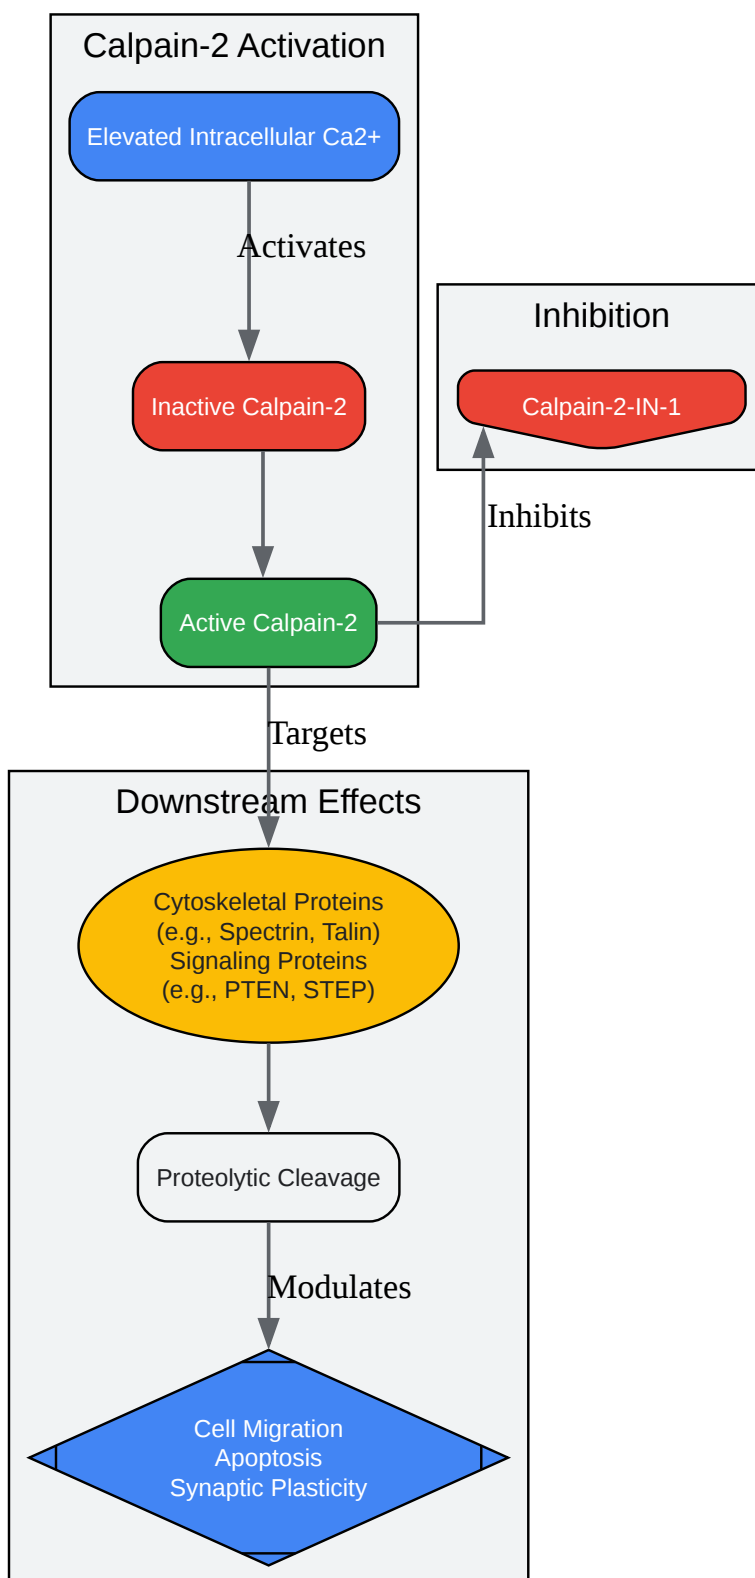 Calpain-2 Activation
Elevated Intracellular Ca2+
Activates
Inhibition
Inactive Calpain-2
Calpain-2-IN-1
Inhibits
Active Calpain-2
Targets
Downstream Effects
Cytoskeletal Proteins
(e.g., Spectrin, Talin)
Signaling Proteins
(e.g., PTEN, STEP)
Proteolytic Cleavage
Modulates
Cell Migration
Apoptosis
Synaptic Plasticity